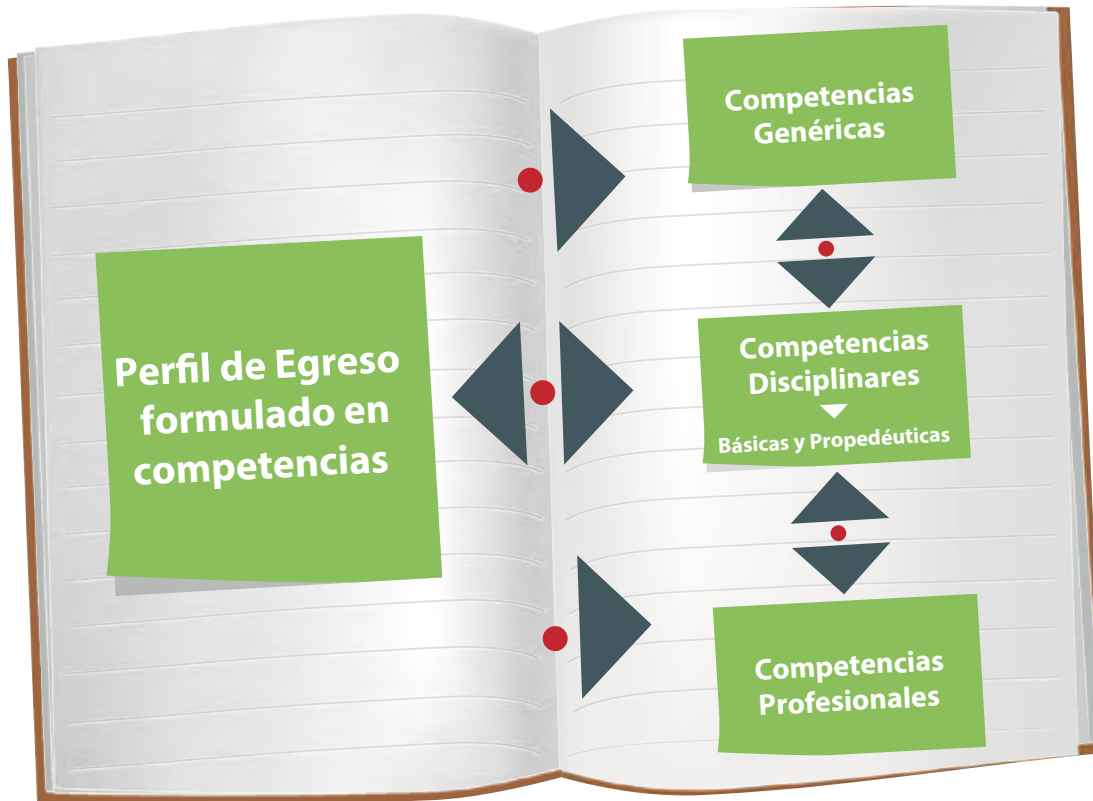 Perfil de Egreso
formulado en
competencias
Competencias
Genéricas
Competencias
Disciplinares
Básicas y Propedéuticas
Competencias
Profesionales